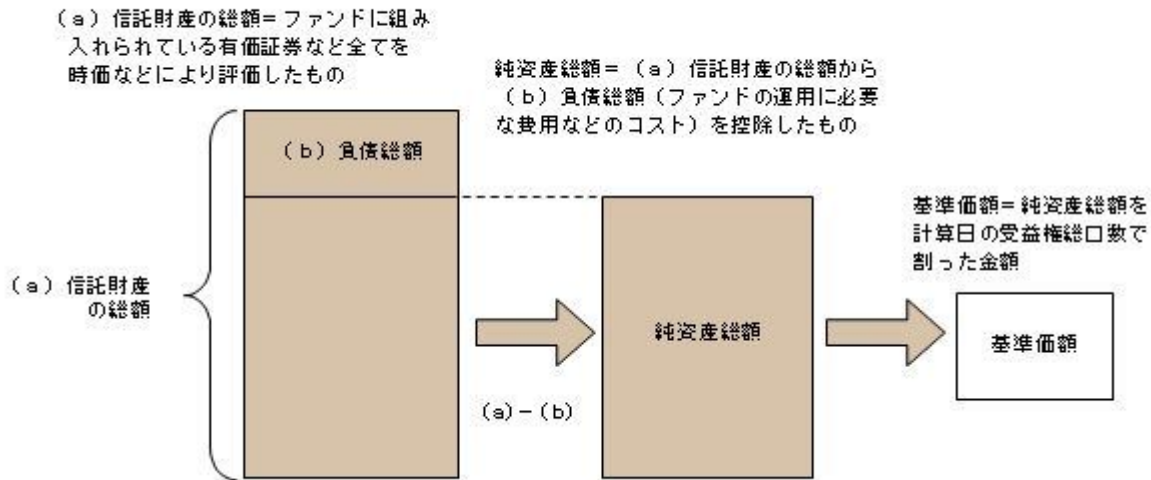 （a）信託財産の総額＝ファンドに組み
入れられている有価証券など全てを
時価などにより評価したもの
純資産総額＝（a）信託財産の総額から
（b）負債総額（ファンドの運用に必要
な費用などのコスト）を控除したもの
（b）負債総額
基準価額＝純資産総額を
計算日の受益権総口数で
割った金額
（a）信託財産
の総額
純資産総額
基準価額
（a）－（b）